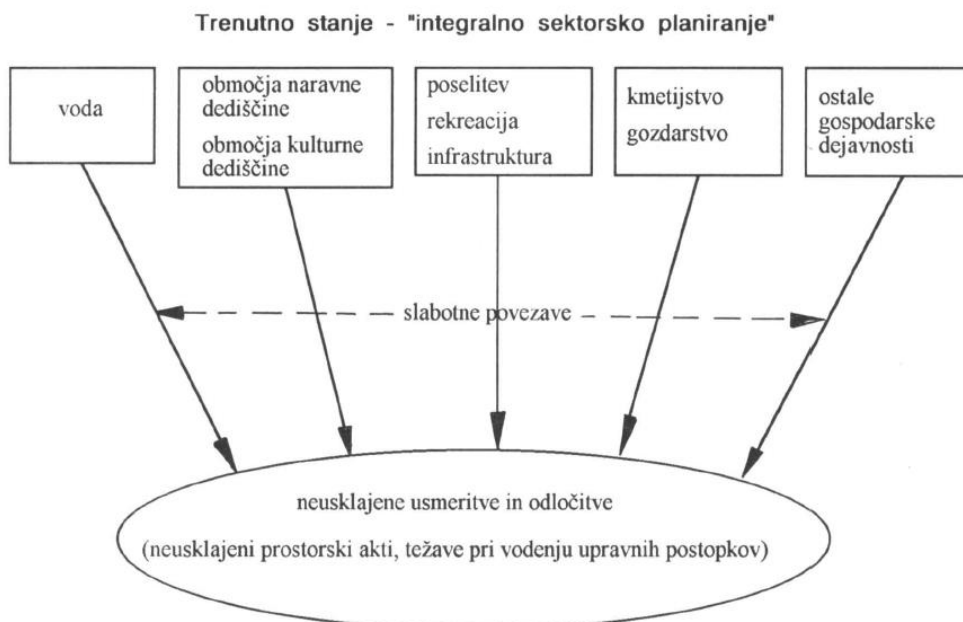 Trenutno stanje - "integralno sektorsko planiranje"
voda
območja naravne
dediščine
območja kulturne
dediščine
poselitev
rekreacija
infrastruktura
kmetijstvo
gozdarstvo
ostale
gospodarske
dejavnosti
slabotne povezave
neusklajene usmeritve in odločitve
(neusklajeni prostorski akti, težave pri vodenju upravnih postopkov)